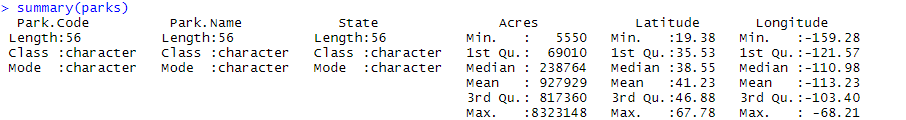 > summary(parks)
  Park.Code          Park.Name            State               Acres            Latitude       Longitude
 Length:56          Length:56          Length:56          Min.   :   5550   Min.   :19.38   Min.   :-159.28
 Class :character   Class :character   Class :character   1st Qu.:  69010   1st Qu.:35.53   1st Qu.:-121.57
 Mode  :character   Mode  :character   Mode  :character   Median : 238764   Median :38.55   Median :-110.98
                                                          Mean   : 927929   Mean   :41.23   Mean   :-113.23
                                                          3rd Qu.: 817360   3rd Qu.:46.88   3rd Qu.:-103.40
                                                          Max.   :8323148   Max.   :67.78   Max.   : -68.21